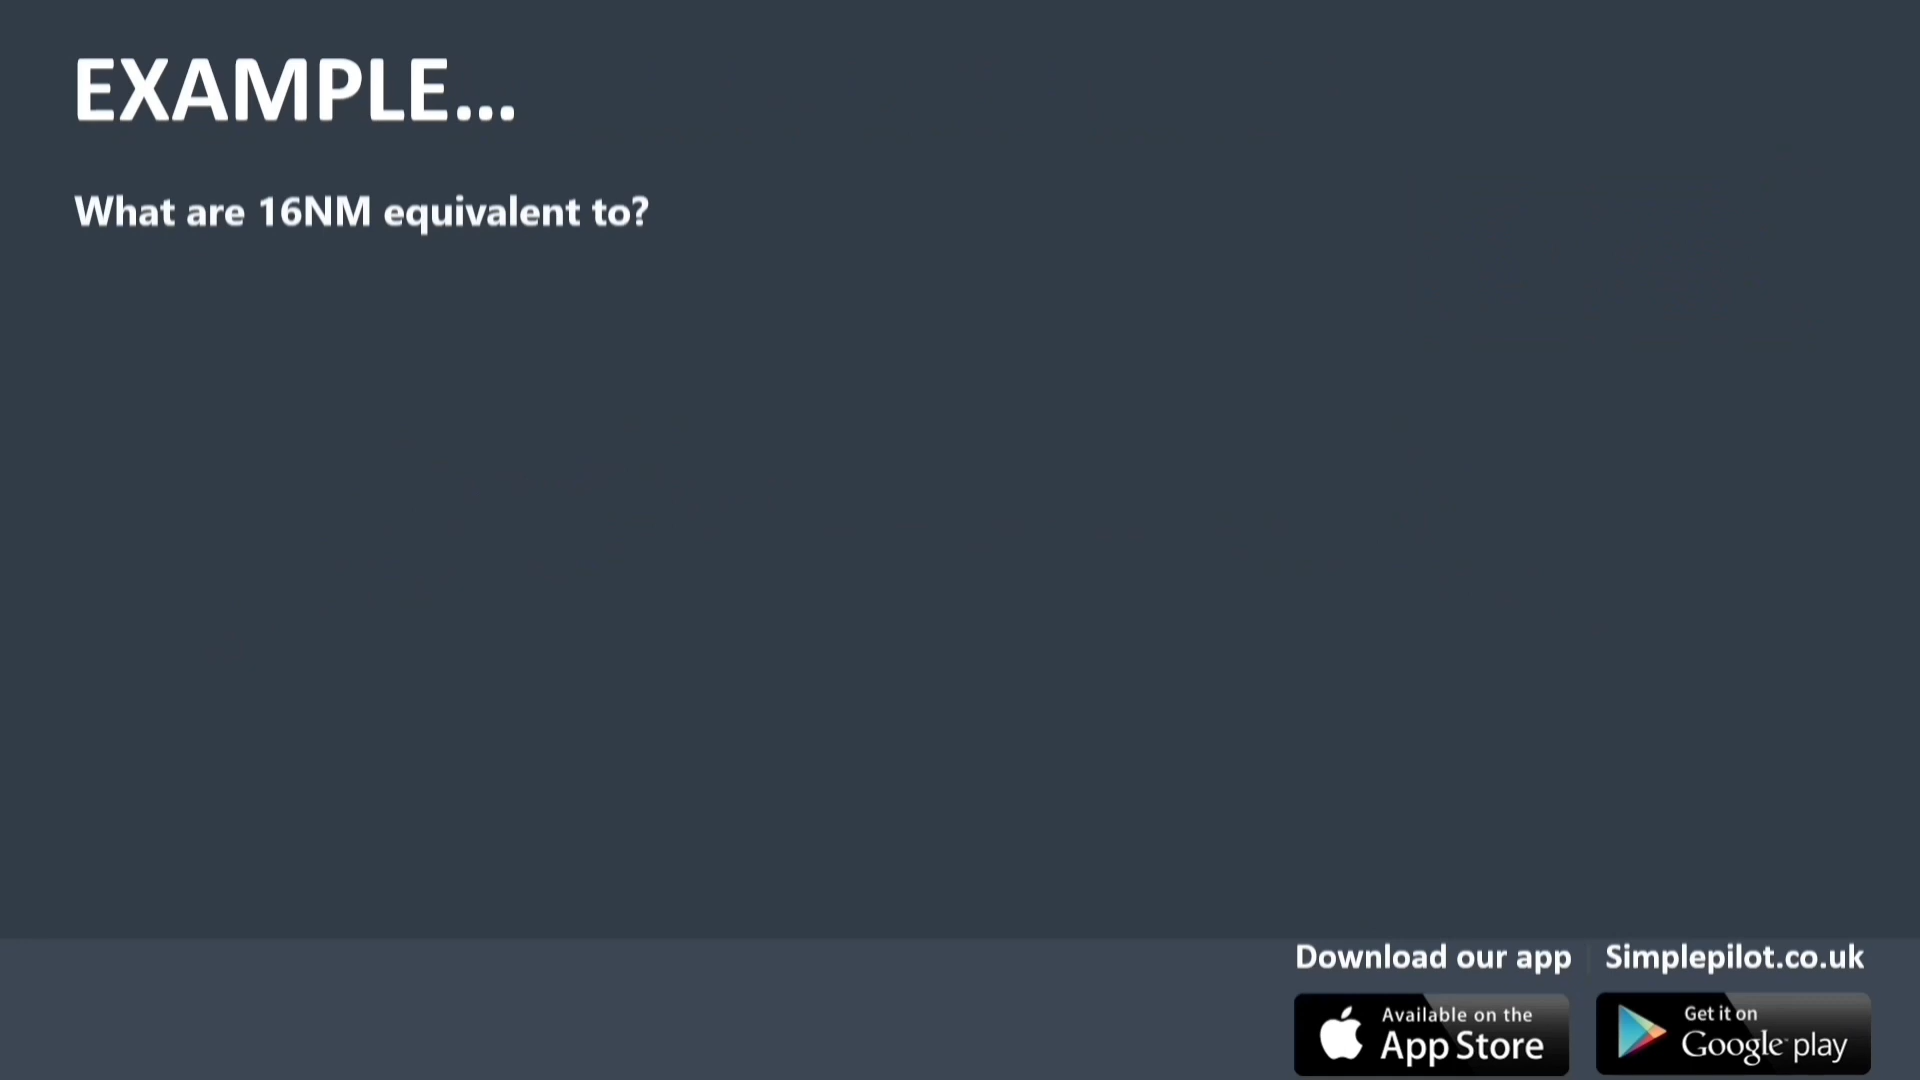 EXAMPLE...
What are 16NM equivalent to?
Download our app
Simplepilot.co.uk
Available on the
App Store
Get it on
Google play